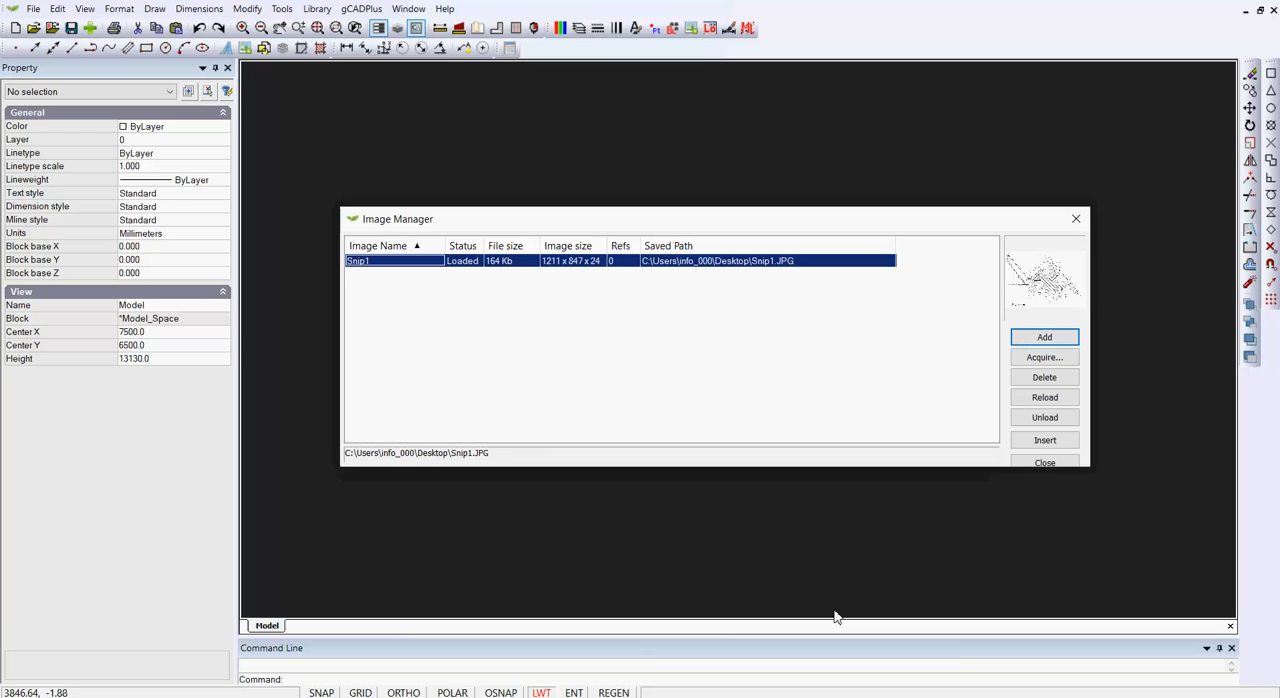 File Edit View Format Draw Dimensions Modify Tools Library gCADPlus Window Help
Property
No selection
General
Color ByLayer
Layer 0
Linetype ByLayer
Linetype scale 1.000
Lineweight ByLayer
Text style Standard
Dimension style Standard
Mline style Standard
Units Millimeters
Block base X 0.000
Block base Y 0.000
Block base Z 0.000
View
Name Model
Block *Model_Space
Center X 7500.0
Center Y 6500.0
Height 13130.0
Image Manager
Image Name Status File size Image size Refs Saved Path
Snip1 Loaded 164 Kb 1211 x 847 x 24 0 C:\Users\info_000\Desktop\Snip1.JPG
Add
Acquire...
Delete
Reload
Unload
Insert
Close
C:\Users\info_000\Desktop\Snip1.JPG
Model
Command Line
Command:
3846.64, -1.88 SNAP GRID ORTHO POLAR OSNAP LWT ENT REGEN